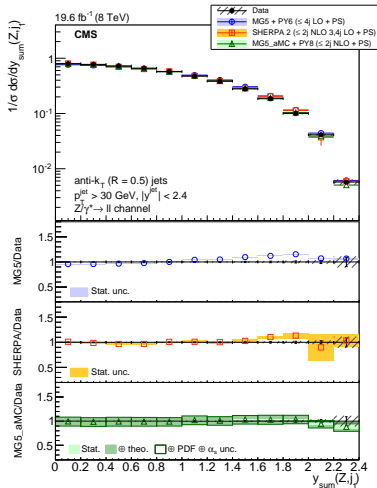 19.6 fb⁻¹ (8 TeV)
Data
MG5 + PY6 (≤ 4j LO + PS)
SHERPA 2 (≤ 2j NLO 3,4j LO + PS)
MG5_aMC + PY8 (≤ 2j NLO + PS)
CMS
1/σ dσ/dy_sum(Z,j₁)
1
10⁻¹
10⁻²
anti-k_T (R = 0.5) jets
p_T^jet > 30 GeV, |y^jet| < 2.4
Z/γ* → ll channel
MG5/Data
1.5
1
0.5
Stat. unc.
SHERPA/Data
1.5
1
0.5
Stat. unc.
MG5_aMC/Data
1.5
1
0.5
Stat. ⊕ theo. ⊕ PDF ⊕ α_s unc.
0 0.2 0.4 0.6 0.8 1 1.2 1.4 1.6 1.8 2 2.2 2.4
y_sum(Z,j₁)